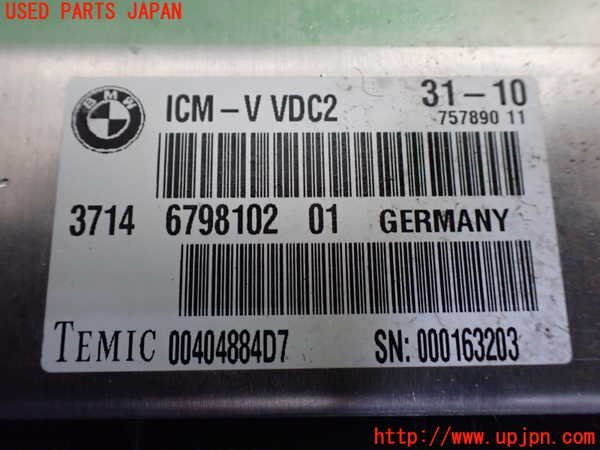 USED PARTS JAPAN
BMW
ICM-V VDC2 31-10
757890 11
3714 6798102 01 GERMANY
TEMIC 00404884D7 SN: 000163203
http://www.upjpn.com/